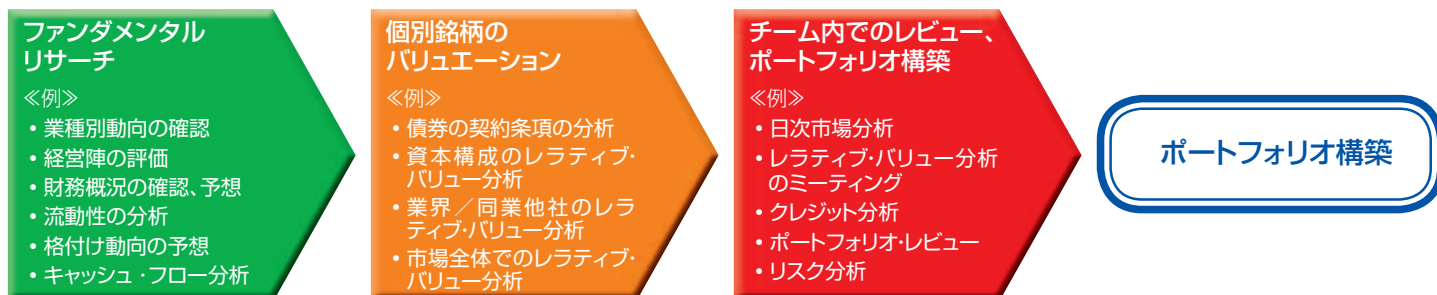 ファンダメンタル
リサーチ
≪例≫
・業種別動向の確認
・経営陣の評価
・財務概況の確認、予想
・流動性の分析
・格付け動向の予想
・キャッシュ・フロー分析
個別銘柄の
バリュエーション
≪例≫
・債券の契約条項の分析
・資本構成のレラティブ・
バリュー分析
・業界／同業他社のレラ
ティブ・バリュー分析
・市場全体でのレラティブ・
バリュー分析
チーム内でのレビュー、
ポートフォリオ構築
≪例≫
・日次市場分析
・レラティブ・バリュー分析
のミーティング
・クレジット分析
・ポートフォリオ・レビュー
・リスク分析
ポートフォリオ構築